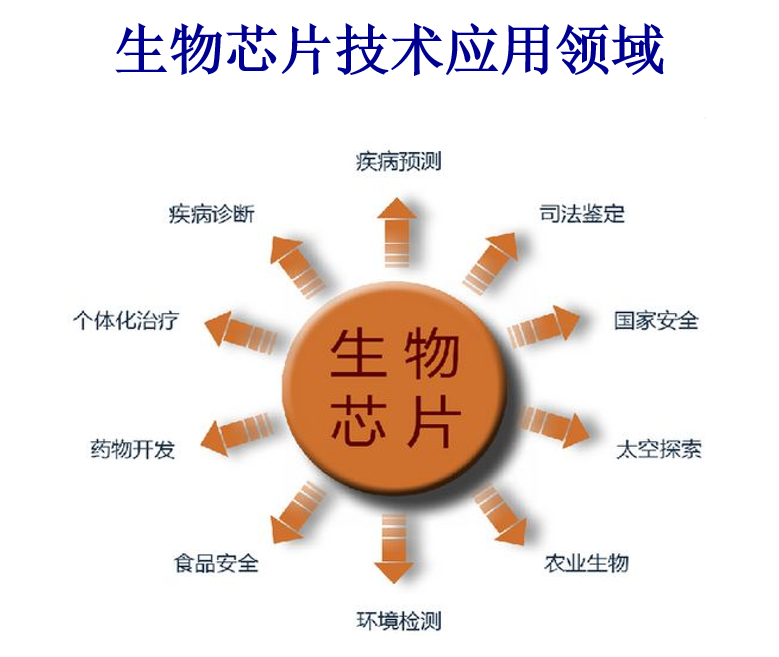 生物芯片技术应用领域
疾病预测
疾病诊断
司法鉴定
个体化治疗
国家安全
生物
芯片
药物开发
太空探索
食品安全
农业生物
环境检测